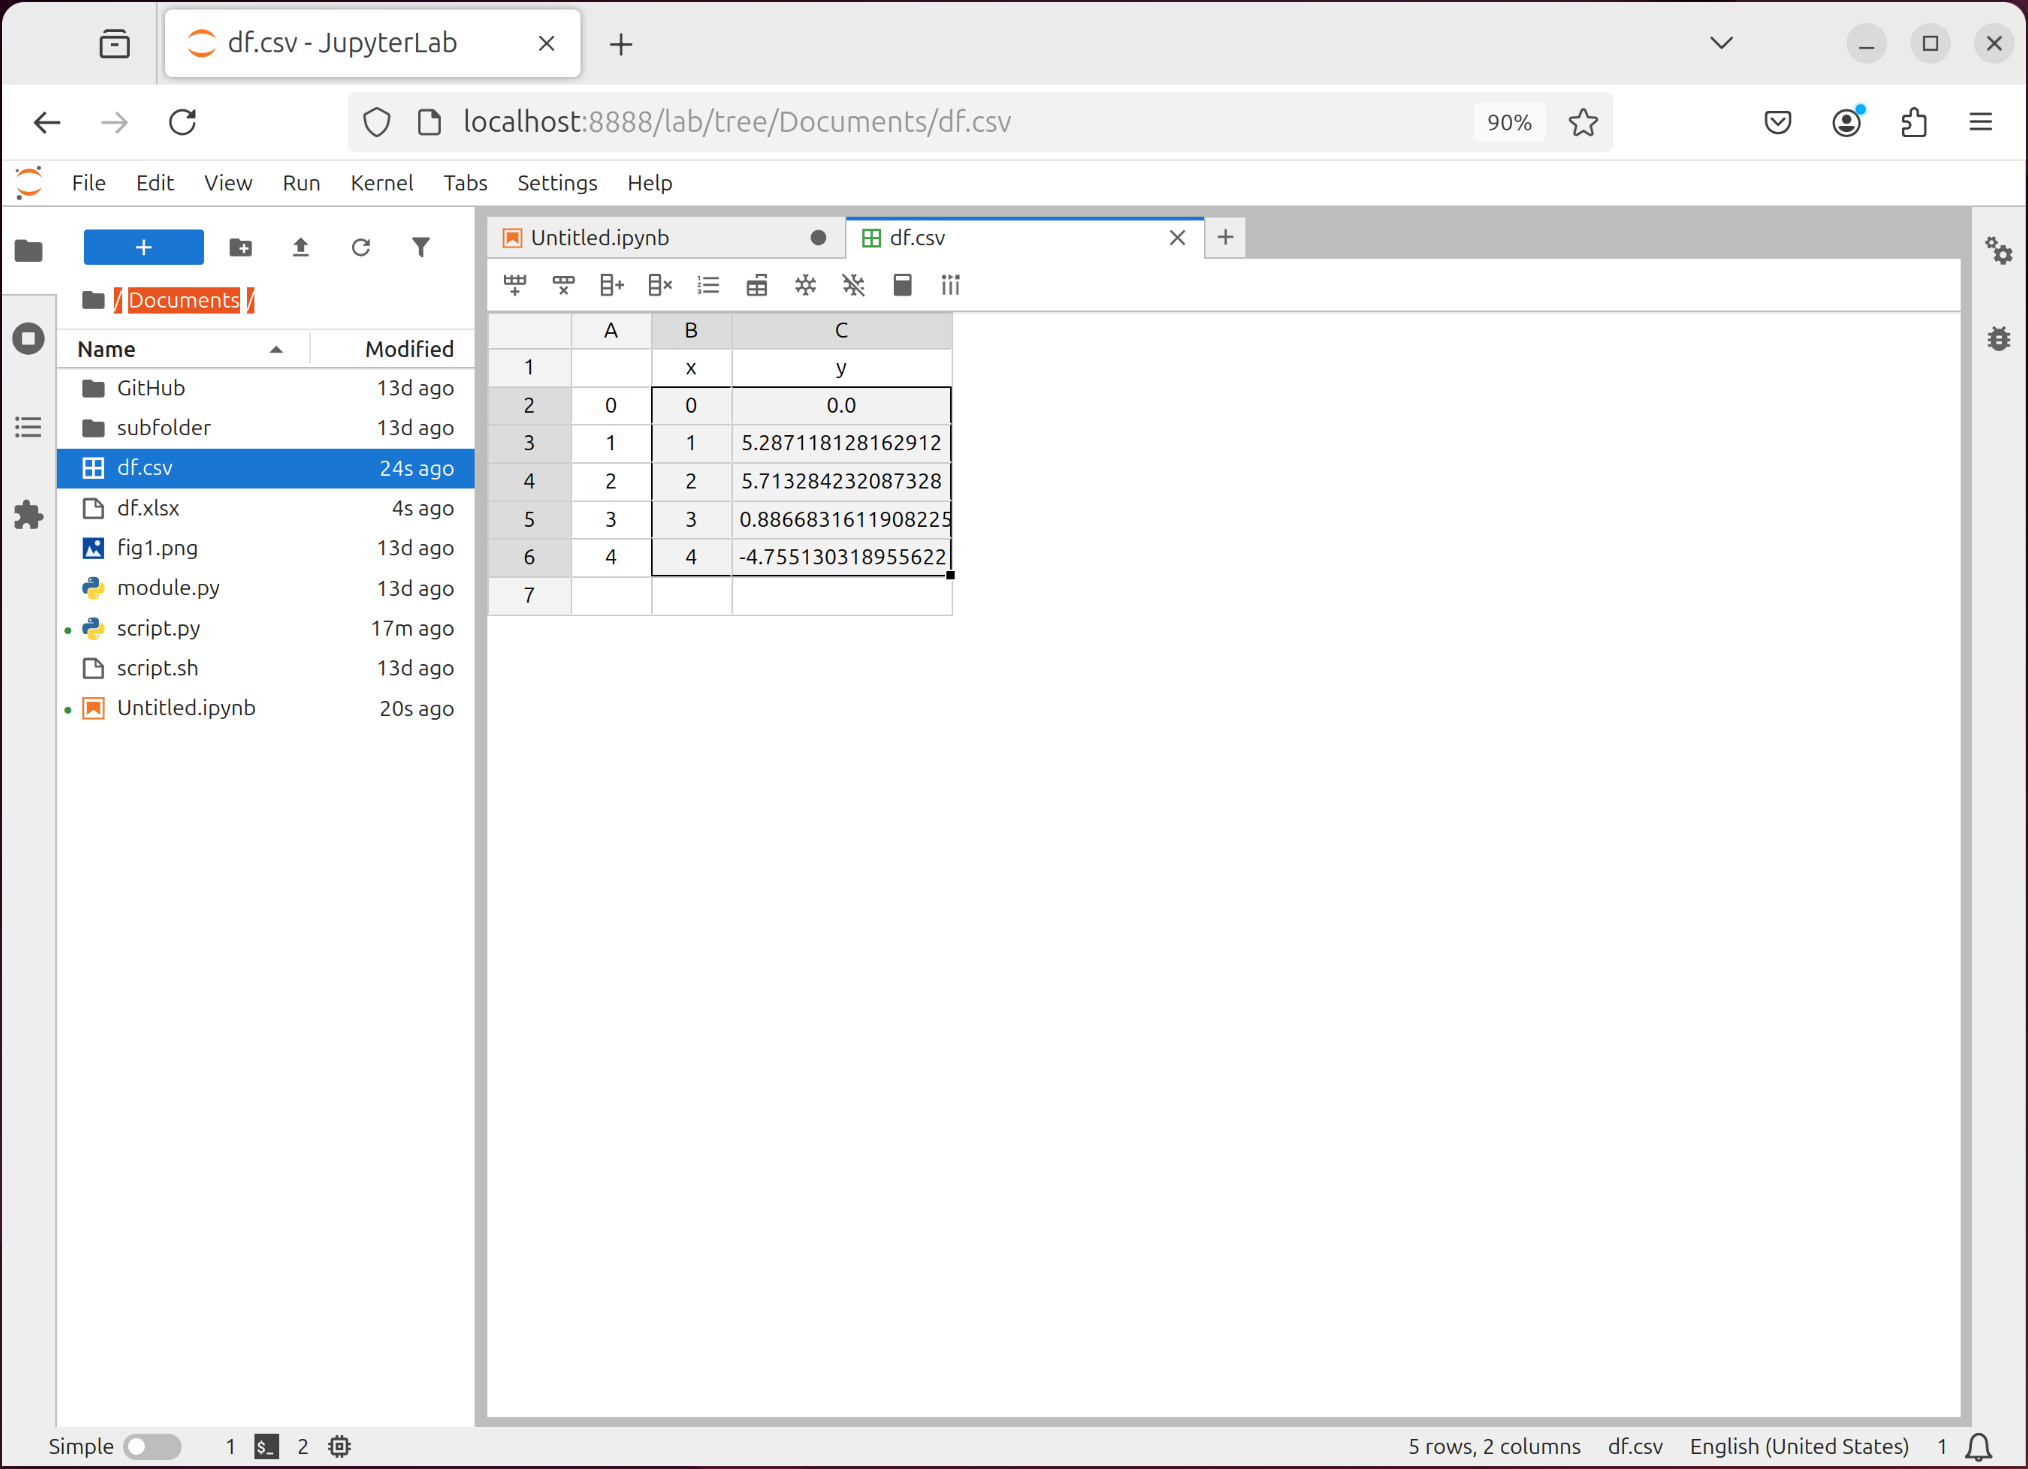 df.csv - JupyterLab
localhost:8888/lab/tree/Documents/df.csv
90%
File Edit View Run Kernel Tabs Settings Help
/ Documents /
Name Modified
GitHub 13d ago
subfolder 13d ago
df.csv 24s ago
df.xlsx 4s ago
fig1.png 13d ago
module.py 13d ago
script.py 17m ago
script.sh 13d ago
Untitled.ipynb 20s ago
Untitled.ipynb df.csv
A B C
1 x y
2 0 0 0.0
3 1 1 5.287118128162912
4 2 2 5.713284232087328
5 3 3 0.8866831611908225
6 4 4 -4.755130318955622
7
Simple 1 $_ 2 5 rows, 2 columns df.csv English (United States) 1